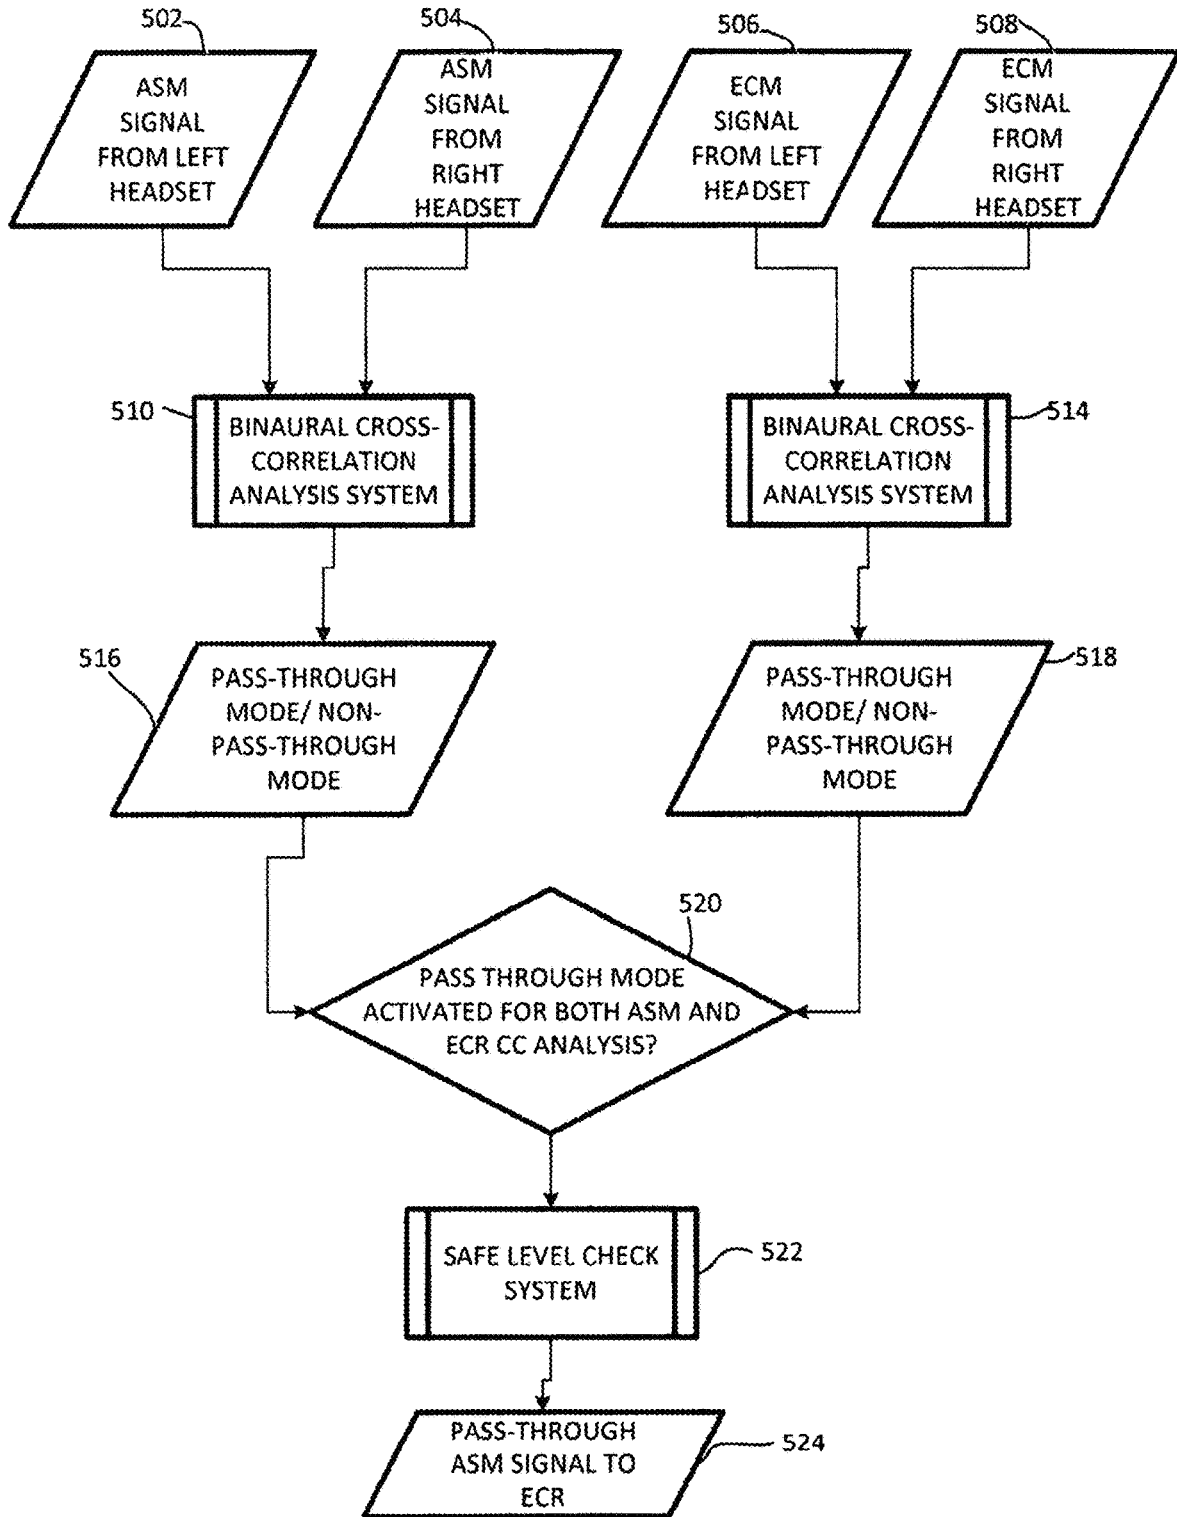 502
504
506
508
ASM
SIGNAL
FROM LEFT
HEADSET
ASM
SIGNAL
FROM
RIGHT
HEADSET
ECM
SIGNAL
FROM LEFT
HEADSET
ECM
SIGNAL
FROM
RIGHT
HEADSET
510
BINAURAL CROSS-
CORRELATION
ANALYSIS SYSTEM
BINAURAL CROSS-
CORRELATION
ANALYSIS SYSTEM
514
516
PASS-THROUGH
MODE/ NON-
PASS-THROUGH
MODE
PASS-THROUGH
MODE/ NON-
PASS-THROUGH
MODE
518
520
PASS THROUGH MODE
ACTIVATED FOR BOTH ASM AND
ECR CC ANALYSIS?
SAFE LEVEL CHECK
SYSTEM
522
PASS-THROUGH
ASM SIGNAL TO
ECR
524